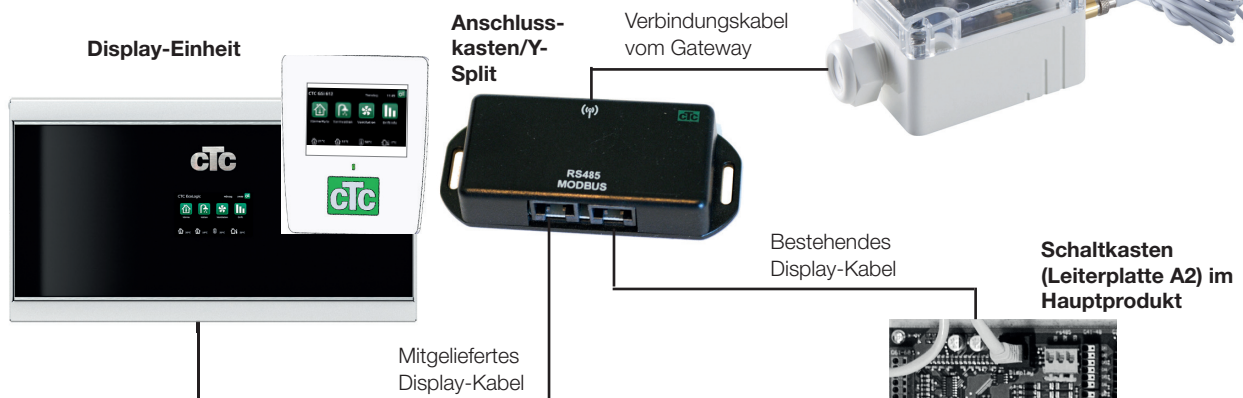 Display-Einheit
Anschluss-
kasten/Y-
Split
Verbindungskabel
vom Gateway
cTc
cTc
CTC
RS485
MODBUS
Bestehendes
Display-Kabel
Schaltkasten
(Leiterplatte A2) im
Hauptprodukt
Mitgeliefertes
Display-Kabel